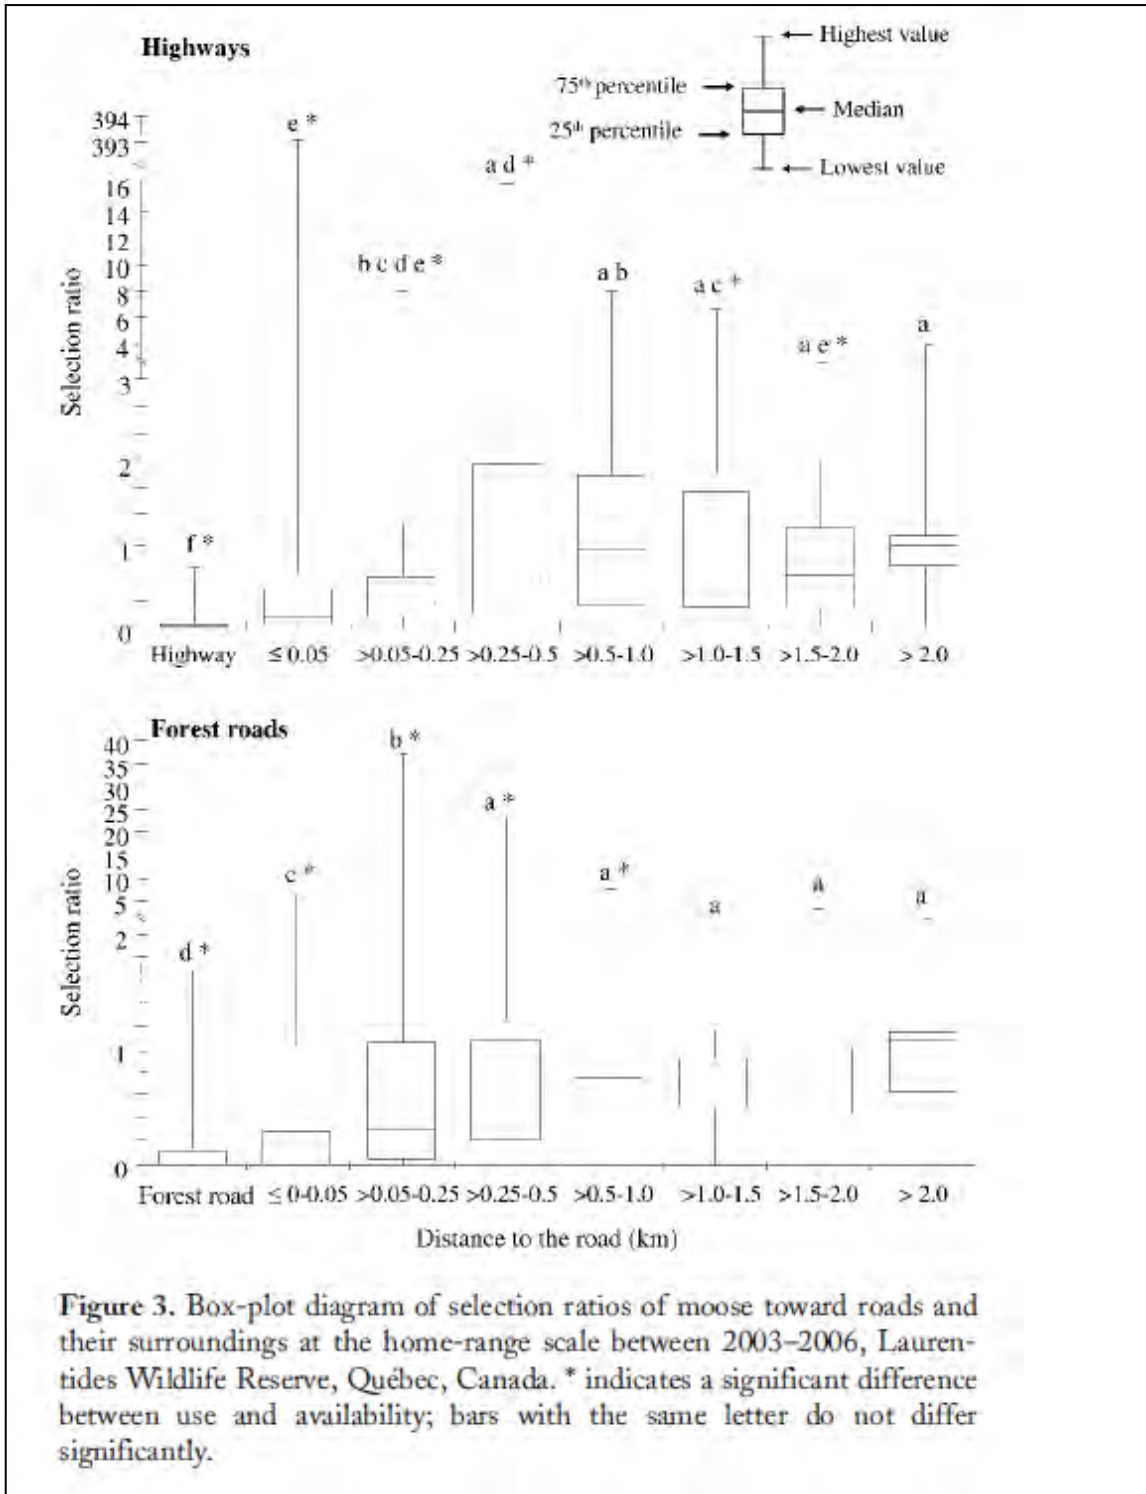 Highways
Highest value
75th percentile
Median
25th percentile
Lowest value
394
393
16
14
12
10
8
6
4
3
2
1
0
Selection ratio
f *
e *
b c d e *
a d *
a b
a c *
a e *
a
Highway ≤ 0.05 >0.05-0.25 >0.25-0.5 >0.5-1.0 >1.0-1.5 >1.5-2.0 > 2.0
Forest roads
40
35
30
25
20
15
10
5
2
1
0
Selection ratio
d *
c *
b *
a *
a *
a
a
a
Forest road ≤ 0-0.05 >0.05-0.25 >0.25-0.5 >0.5-1.0 >1.0-1.5 >1.5-2.0 > 2.0
Distance to the road (km)
Figure 3. Box-plot diagram of selection ratios of moose toward roads and
their surroundings at the home-range scale between 2003–2006, Lauren-
tides Wildlife Reserve, Québec, Canada. * indicates a significant difference
between use and availability; bars with the same letter do not differ
significantly.